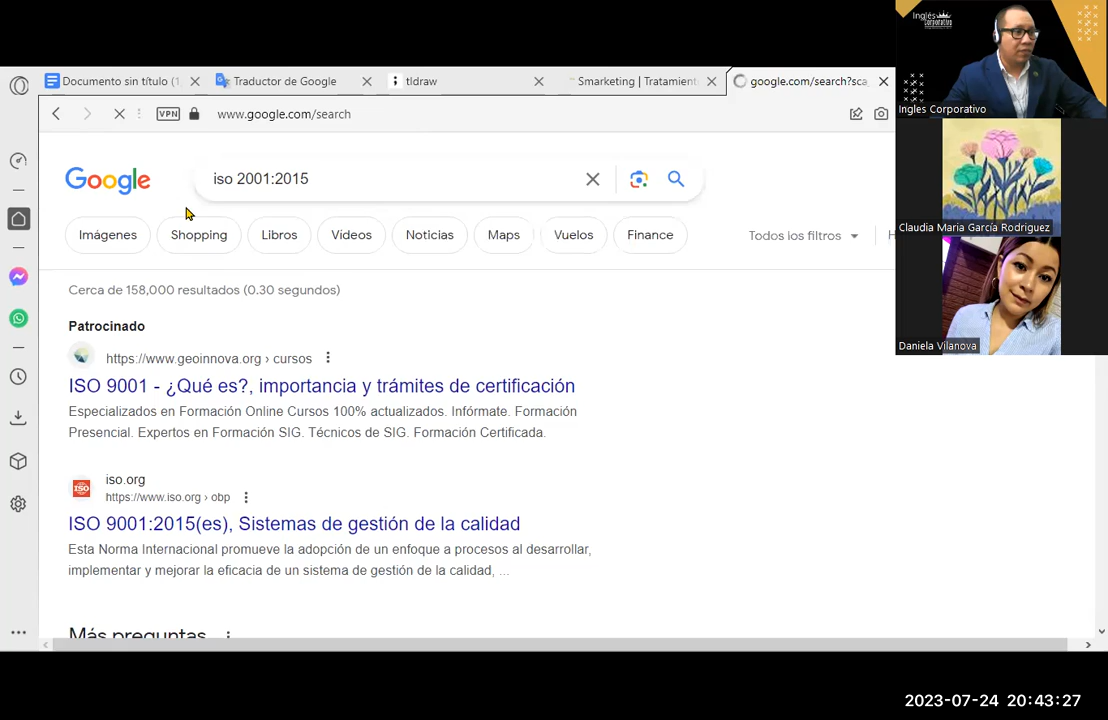 Documento sin título (1
Traductor de Google
tldraw
Smarketing | Tratamient
google.com/search?sca
VPN
www.google.com/search
Google
iso 2001:2015
Imágenes
Shopping
Libros
Videos
Noticias
Maps
Vuelos
Finance
Todos los filtros
H
Cerca de 158,000 resultados (0.30 segundos)
Patrocinado
https://www.geoinnova.org › cursos
ISO 9001 - ¿Qué es?, importancia y trámites de certificación
Especializados en Formación Online Cursos 100% actualizados. Infórmate. Formación
Presencial. Expertos en Formación SIG. Técnicos de SIG. Formación Certificada.
ISO
iso.org
https://www.iso.org › obp
ISO 9001:2015(es), Sistemas de gestión de la calidad
Esta Norma Internacional promueve la adopción de un enfoque a procesos al desarrollar,
implementar y mejorar la eficacia de un sistema de gestión de la calidad, ...
Más preguntas
Inglés
Corporativo
Ingles Corporativo
Claudia Maria García Rodriguez
Daniela Vilanova
2023-07-24 20:43:27